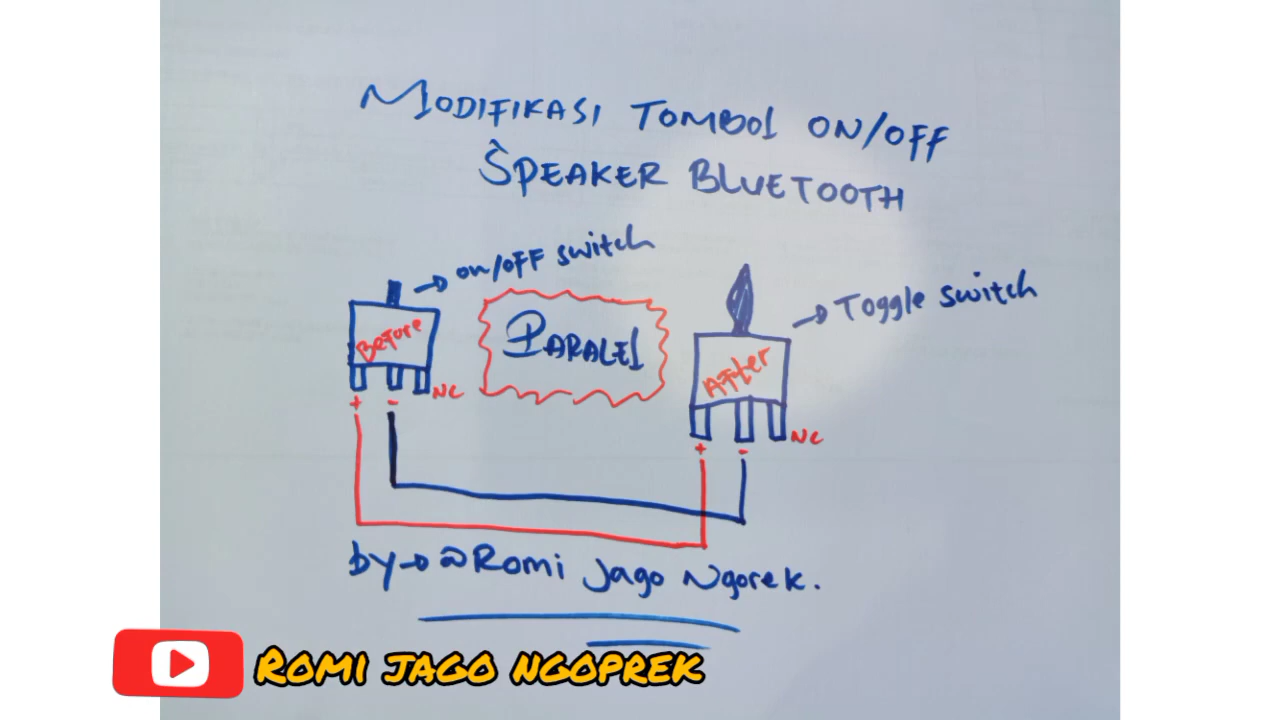 MODIFIKASI TOMBOL ON/OFF
SPEAKER BLUETOOTH
on/off switch
Toggle switch
PARALEL
Before
After
NC
+ -
NC
+ -
by → @Romi Jago Ngorek.
ROMI JAGO NGOPREK